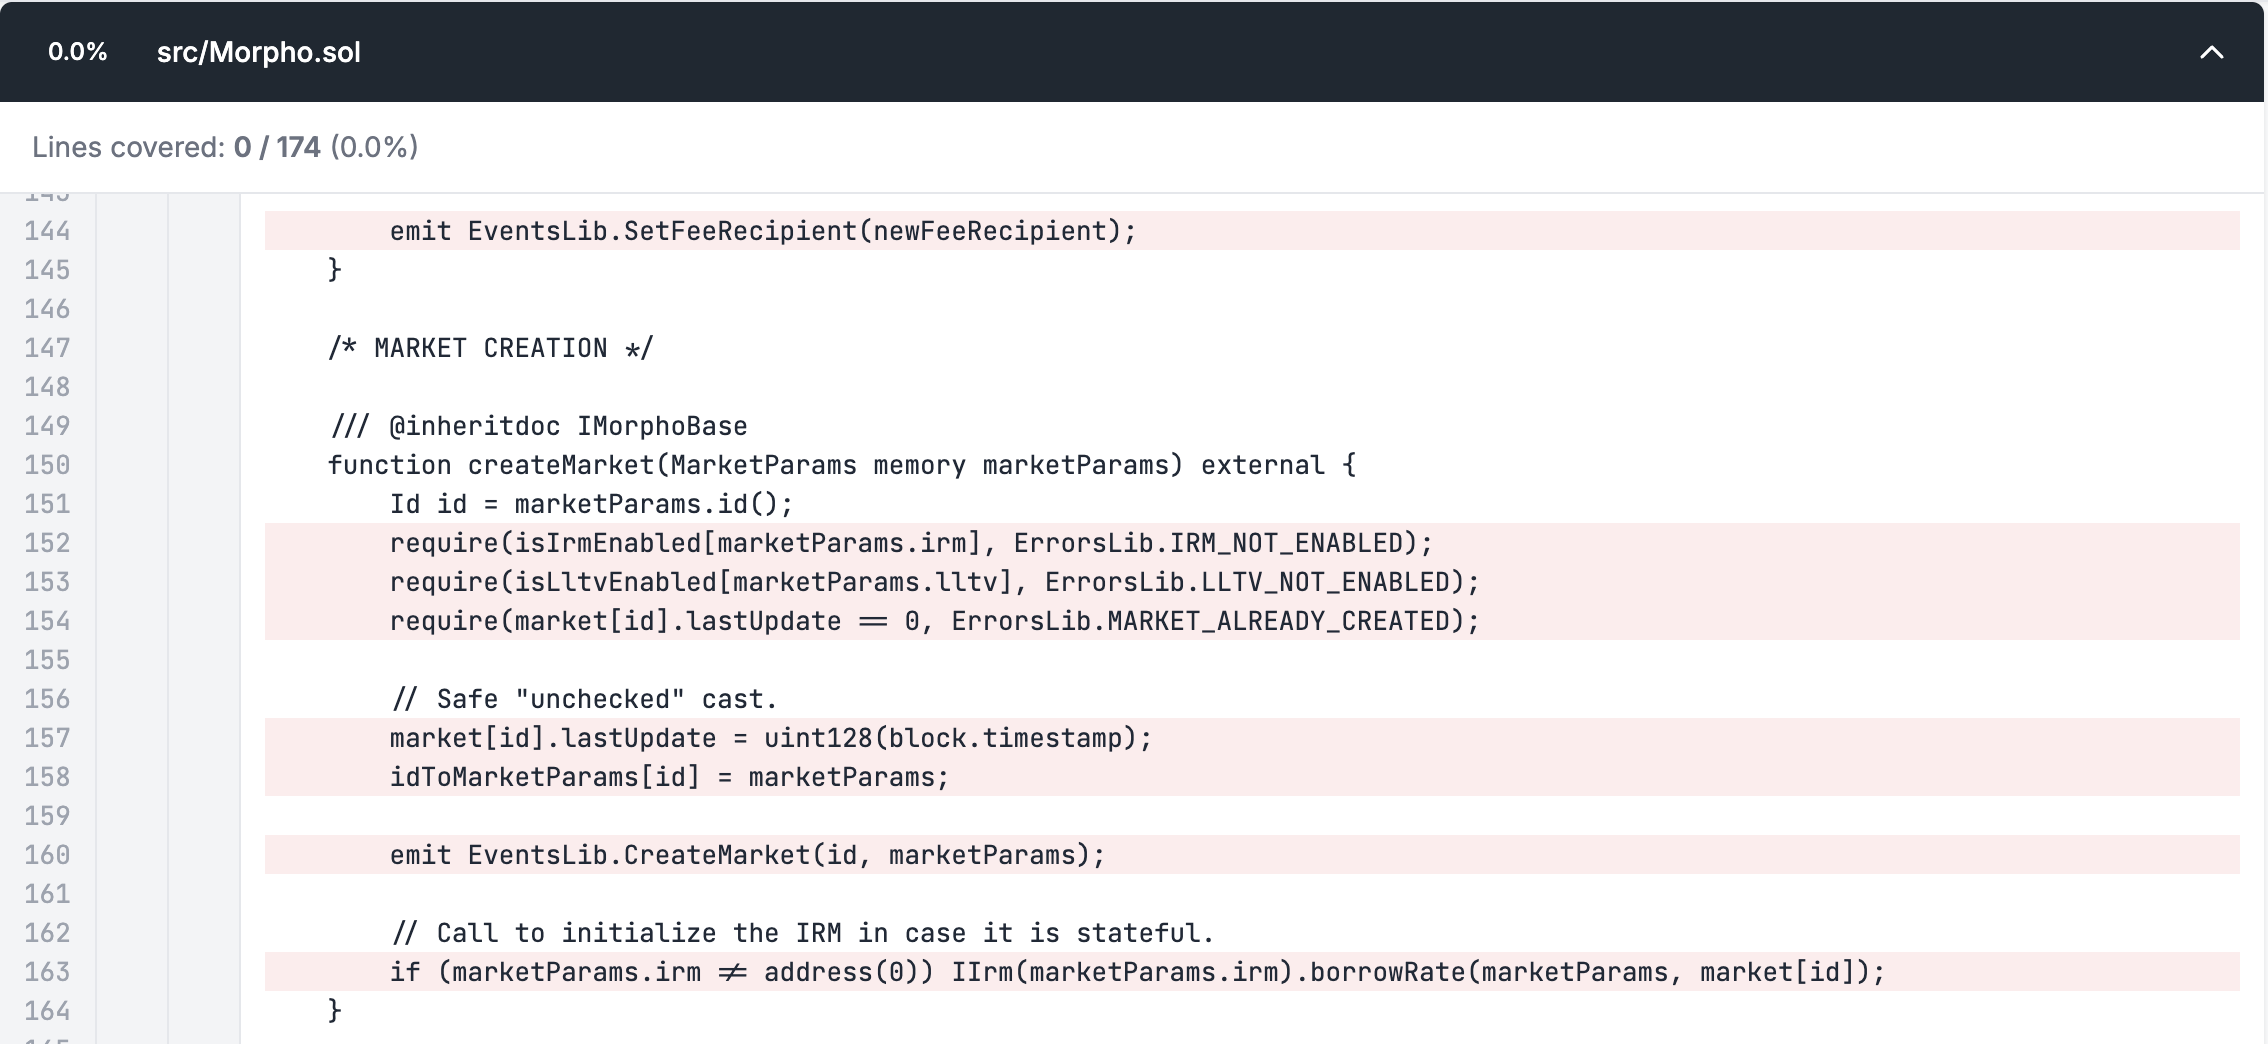 0.0% src/Morpho.sol
Lines covered: 0 / 174 (0.0%)
144 emit EventsLib.SetFeeRecipient(newFeeRecipient);
145 }
146
147 /* MARKET CREATION */
148
149 /// @inheritdoc IMorphoBase
150 function createMarket(MarketParams memory marketParams) external {
151 Id id = marketParams.id();
152 require(isIrmEnabled[marketParams.irm], ErrorsLib.IRM_NOT_ENABLED);
153 require(isLltvEnabled[marketParams.lltv], ErrorsLib.LLTV_NOT_ENABLED);
154 require(market[id].lastUpdate == 0, ErrorsLib.MARKET_ALREADY_CREATED);
155
156 // Safe "unchecked" cast.
157 market[id].lastUpdate = uint128(block.timestamp);
158 idToMarketParams[id] = marketParams;
159
160 emit EventsLib.CreateMarket(id, marketParams);
161
162 // Call to initialize the IRM in case it is stateful.
163 if (marketParams.irm != address(0)) IIrm(marketParams.irm).borrowRate(marketParams, market[id]);
164 }